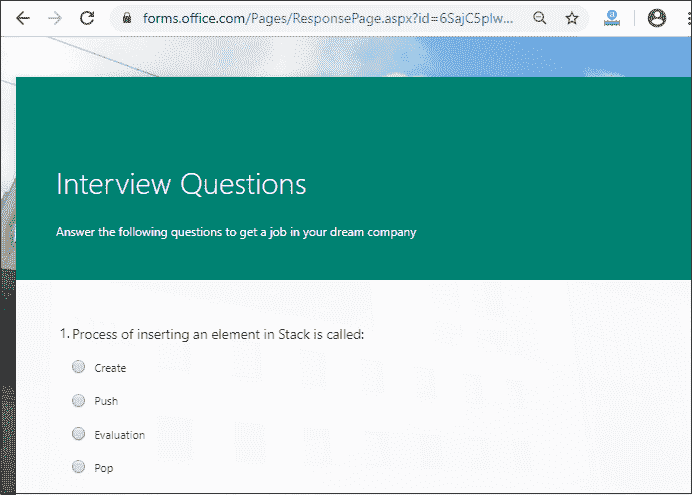 forms.office.com/Pages/ResponsePage.aspx?id=6SajC5plw...
Interview Questions
Answer the following questions to get a job in your dream company
1. Process of inserting an element in Stack is called:
Create
Push
Evaluation
Pop